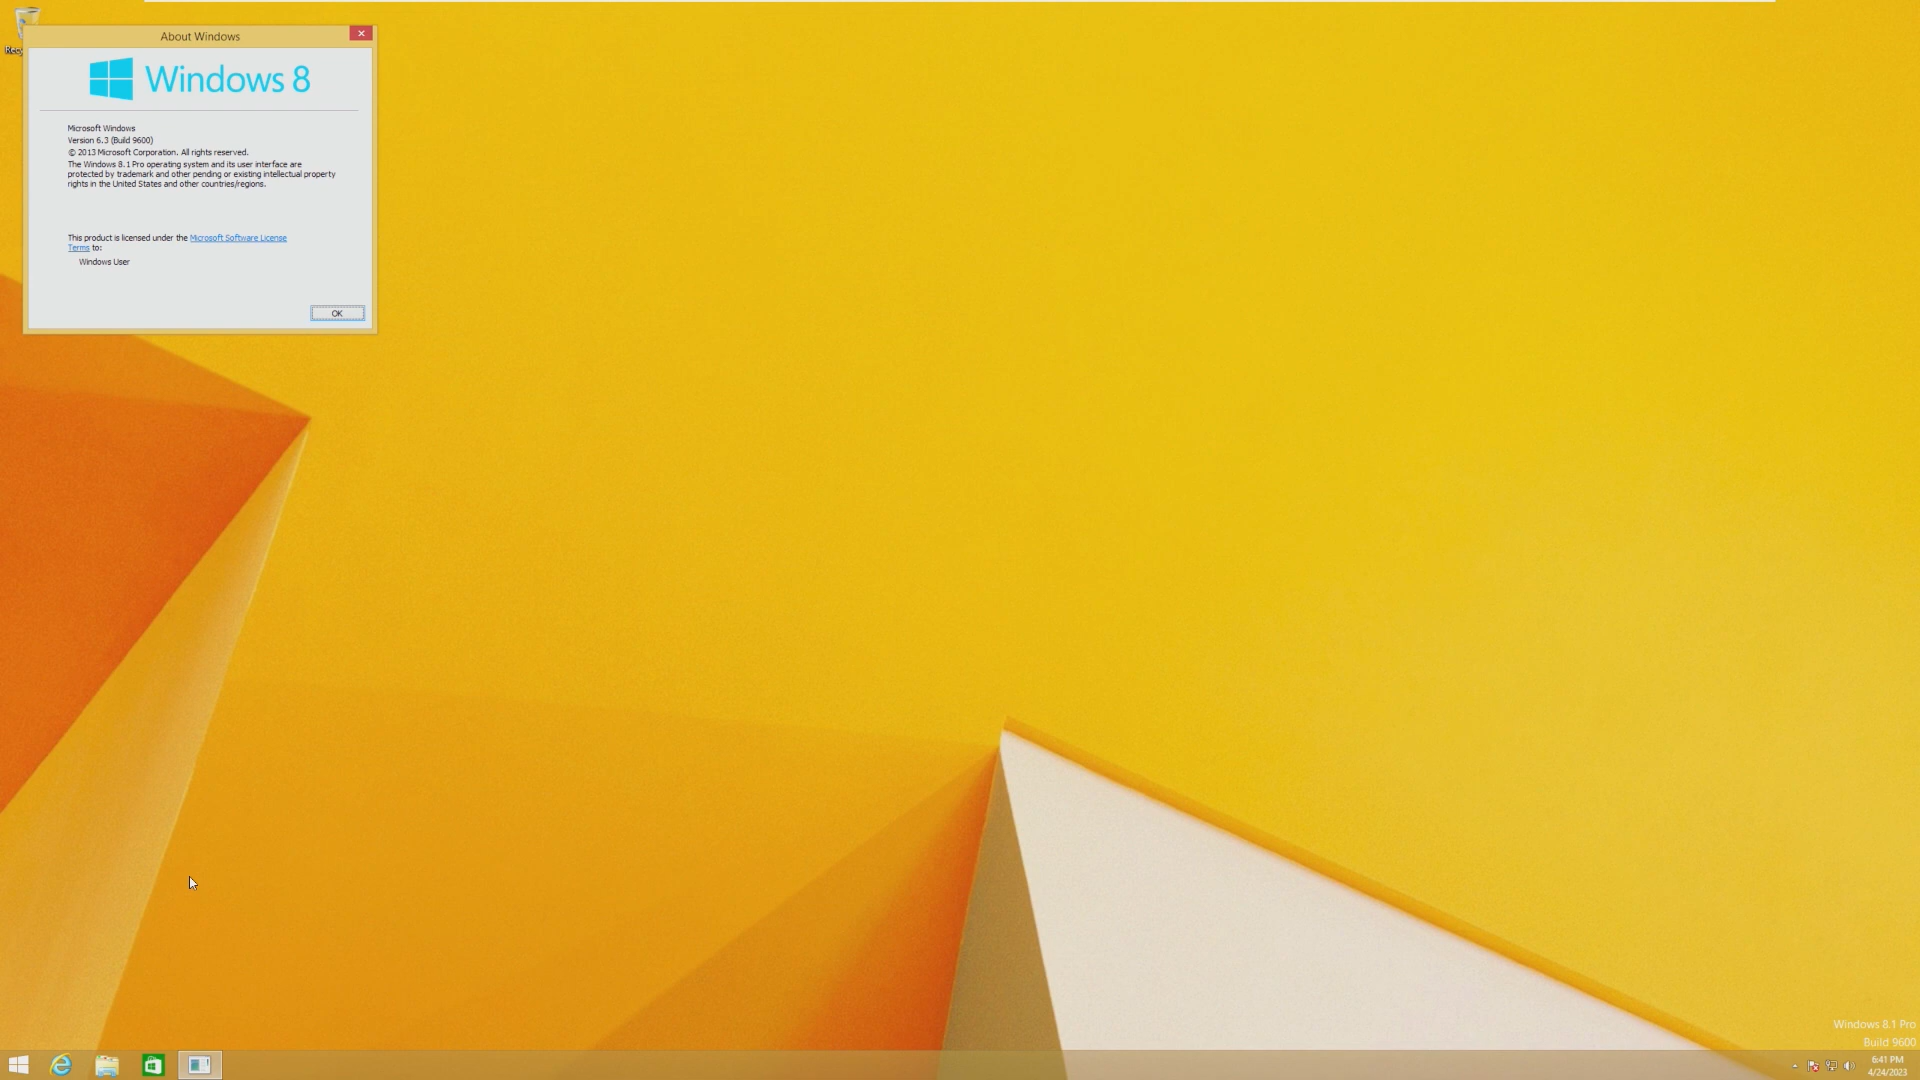 Recy
About Windows
Windows 8
Microsoft Windows
Version 6.3 (Build 9600)
© 2013 Microsoft Corporation. All rights reserved.
The Windows 8.1 Pro operating system and its user interface are
protected by trademark and other pending or existing intellectual property
rights in the United States and other countries/regions.
This product is licensed under the Microsoft Software License
Terms to:
Windows User
OK
Windows 8.1 Pro
Build 9600
6:41 PM
4/24/2023